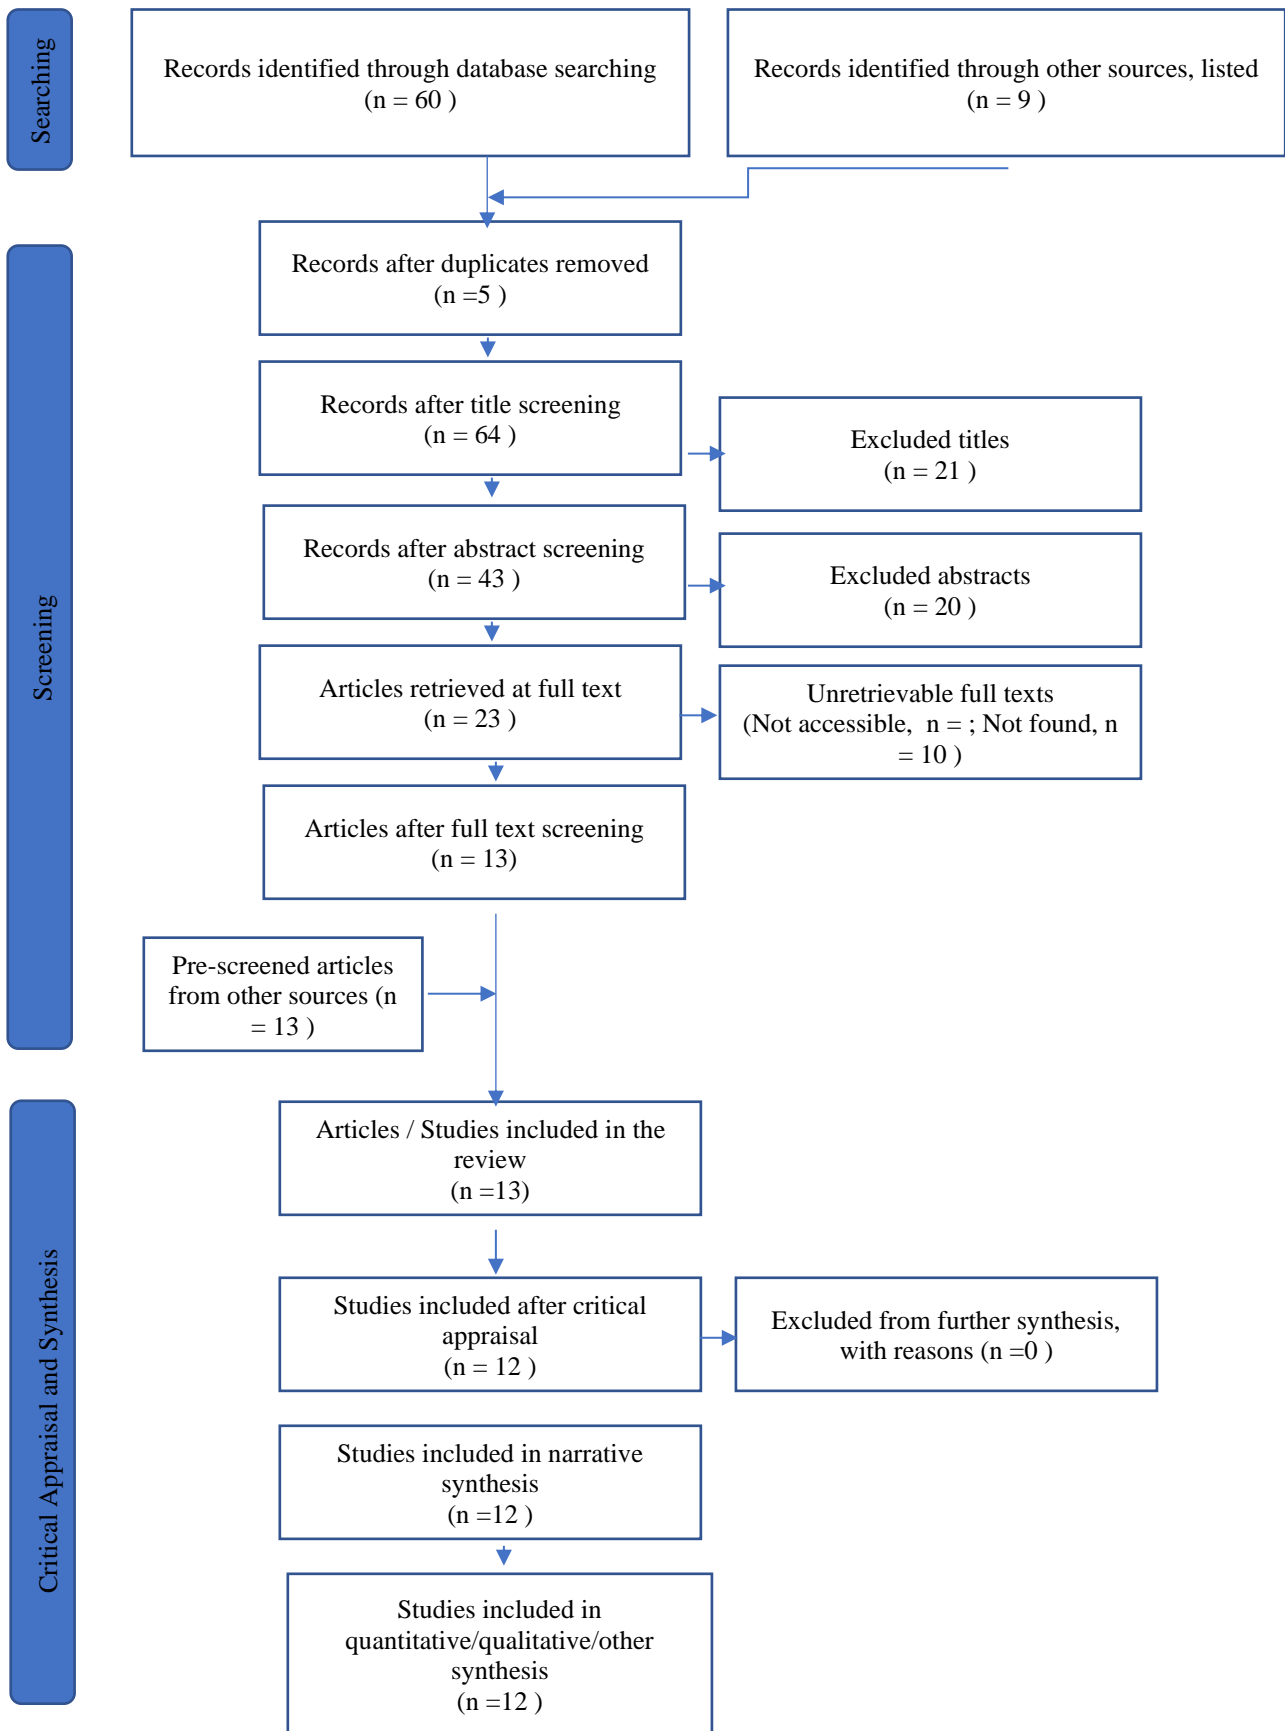 Searching
Records identified through database searching
(n = 60 )
Records identified through other sources, listed
(n = 9 )
Screening
Records after duplicates removed
(n =5 )
Records after title screening
(n = 64 )
Excluded titles
(n = 21 )
Records after abstract screening
(n = 43 )
Excluded abstracts
(n = 20 )
Articles retrieved at full text
(n = 23 )
Unretrievable full texts
(Not accessible,  n = ; Not found, n
= 10 )
Articles after full text screening
(n = 13)
Pre-screened articles
from other sources (n
= 13 )
Critical Appraisal and Synthesis
Articles / Studies included in the
review
(n =13)
Studies included after critical
appraisal
(n = 12 )
Excluded from further synthesis,
with reasons (n =0 )
Studies included in narrative
synthesis
(n =12 )
Studies included in
quantitative/qualitative/other
synthesis
(n =12 )